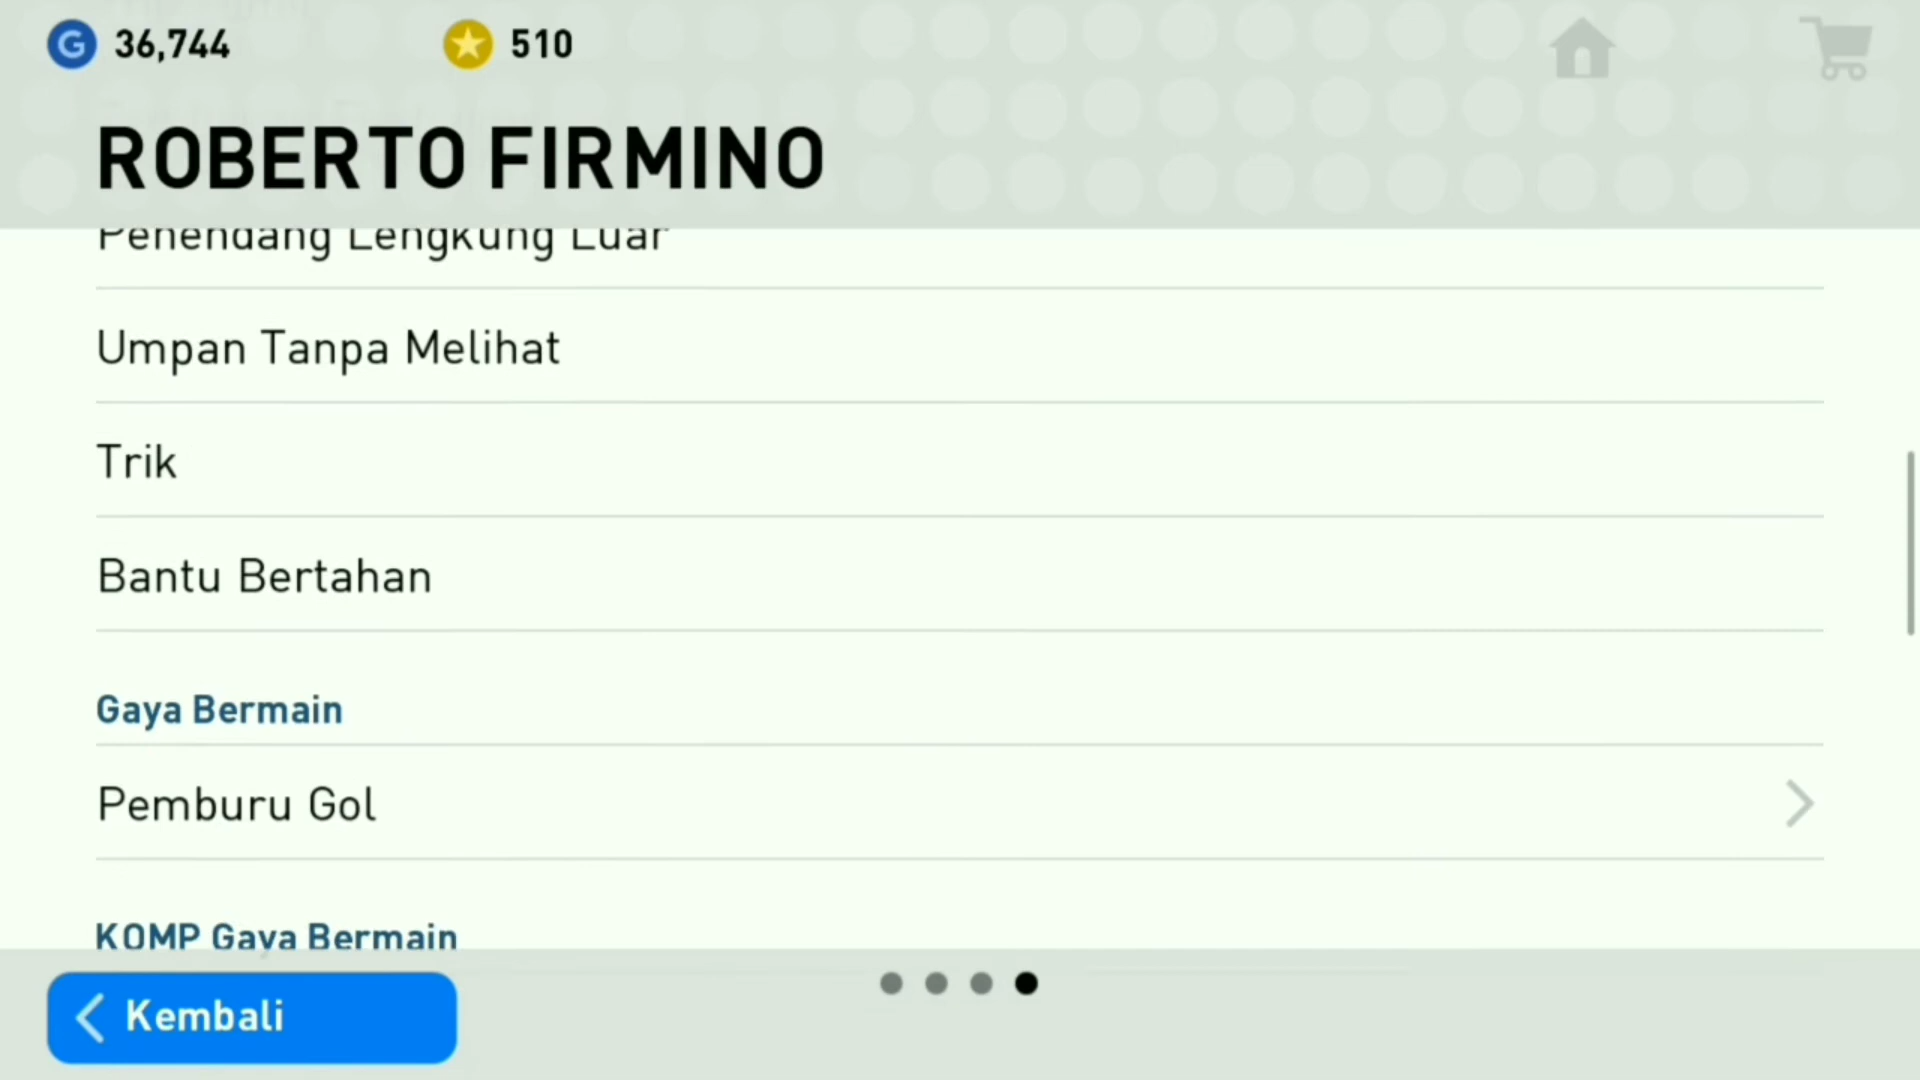 G 36,744
510
ROBERTO FIRMINO
Penendang Lengkung Luar
Umpan Tanpa Melihat
Trik
Bantu Bertahan
Gaya Bermain
Pemburu Gol
KOMP Gaya Bermain
Kembali